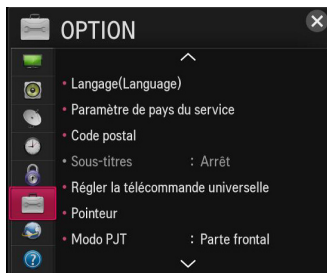 OPTION
• Langage(Language)
• Paramètre de pays du service
• Code postal
• Sous-titres : Arrêt
• Régler la télécommande universelle
• Pointeur
• Modo PJT : Parte frontal
?